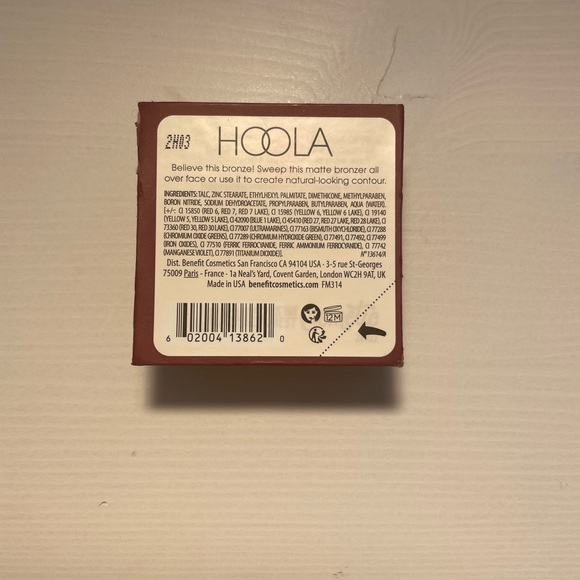 2H03
HOOLA
Believe this bronze! Sweep this matte bronzer all
over face or use it to create natural-looking contour.
INGREDIENTS: TALC, ZINC STEARATE, ETHYLHEXYL PALMITATE, DIMETHICONE, METHYLPARABEN,
BORON NITRIDE, SODIUM DEHYDROACETATE, PROPYLPARABEN, BUTYLPARABEN, AQUA (WATER).
[+/-: CI 15850 (RED 6, RED 7, RED 7 LAKE), CI 15985 (YELLOW 6, YELLOW 6 LAKE), CI 19140
(YELLOW 5, YELLOW 5 LAKE), CI 42090 (BLUE 1 LAKE), CI 45410 (RED 27, RED 27 LAKE, RED 28 LAKE), CI
73360 (RED 30, RED 30 LAKE), CI 77007 (ULTRAMARINES), CI 77163 (BISMUTH OXYCHLORIDE), CI 77288
(CHROMIUM OXIDE GREENS), CI 77289 (CHROMIUM HYDROXIDE GREEN), CI 77491, CI 77492, CI 77499
(IRON OXIDES), CI 77510 (FERRIC FERROCYANIDE, FERRIC AMMONIUM FERROCYANIDE), CI 77742
(MANGANESE VIOLET), CI 77891 (TITANIUM DIOXIDE)]. N° 13614/A
Dist. Benefit Cosmetics San Francisco CA 94104 USA - 3-5 rue St-Georges
75009 Paris - France - 1a Neal's Yard, Covent Garden, London WC2H 9AT, UK
Made in USA benefitcosmetics.com FM314
12M
6 02004 13862 0